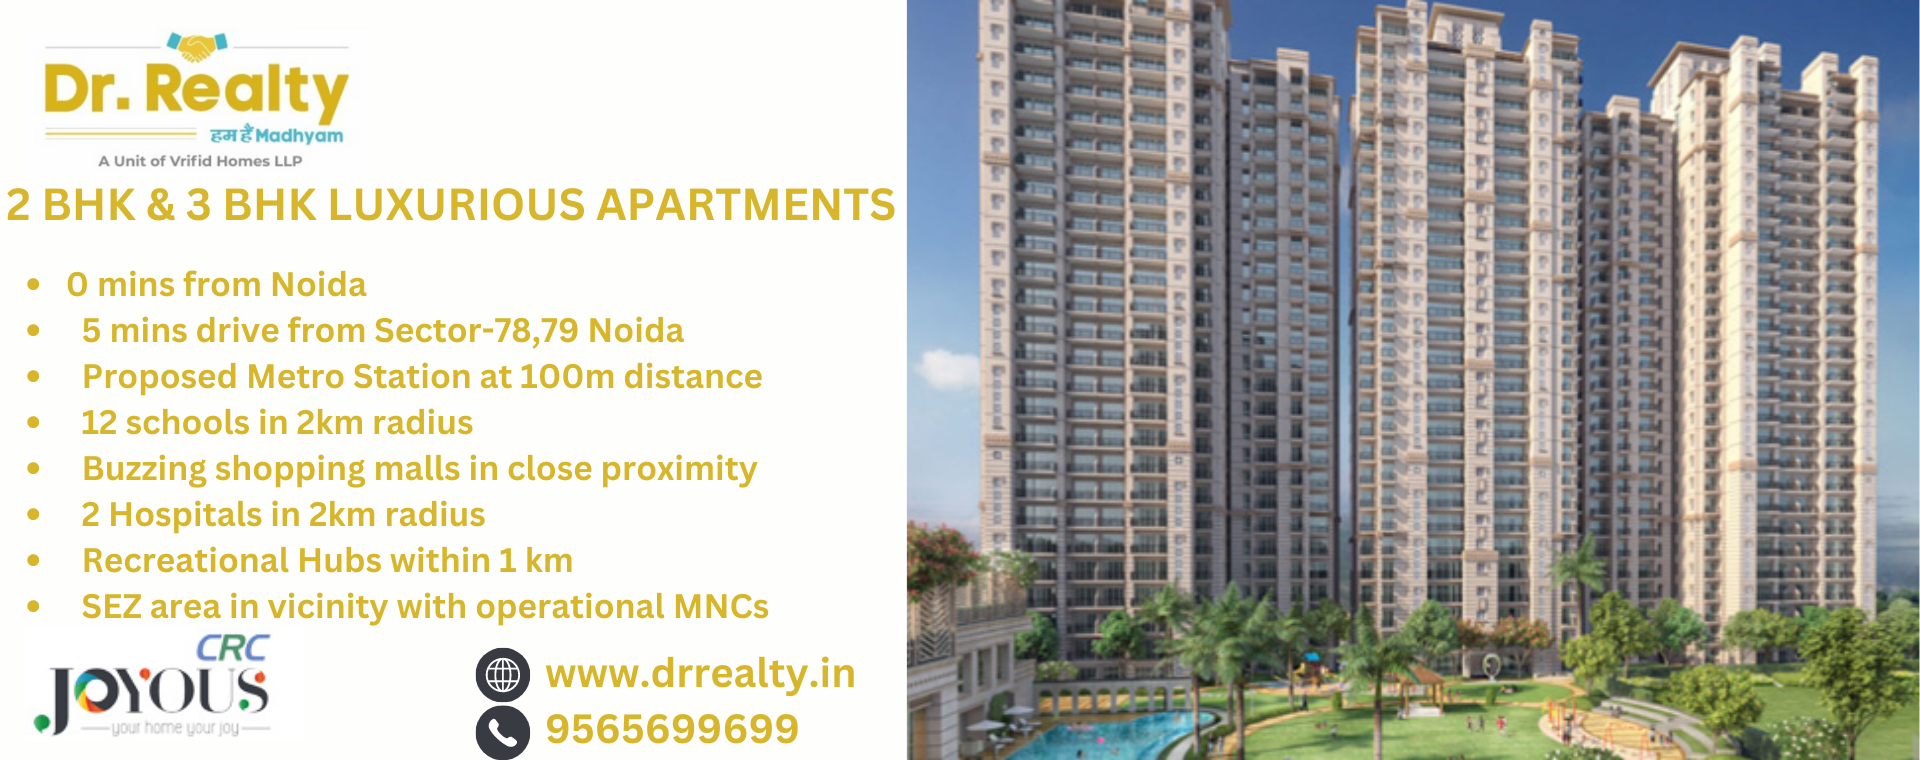 Dr. Realty
हम हैं Madhyam
A Unit of Vrifid Homes LLP
2 BHK & 3 BHK LUXURIOUS APARTMENTS
• 0 mins from Noida
• 5 mins drive from Sector-78,79 Noida
• Proposed Metro Station at 100m distance
• 12 schools in 2km radius
• Buzzing shopping malls in close proximity
• 2 Hospitals in 2km radius
• Recreational Hubs within 1 km
• SEZ area in vicinity with operational MNCs
CRC
JOYOUS
your home your joy
www.drrealty.in
9565699699